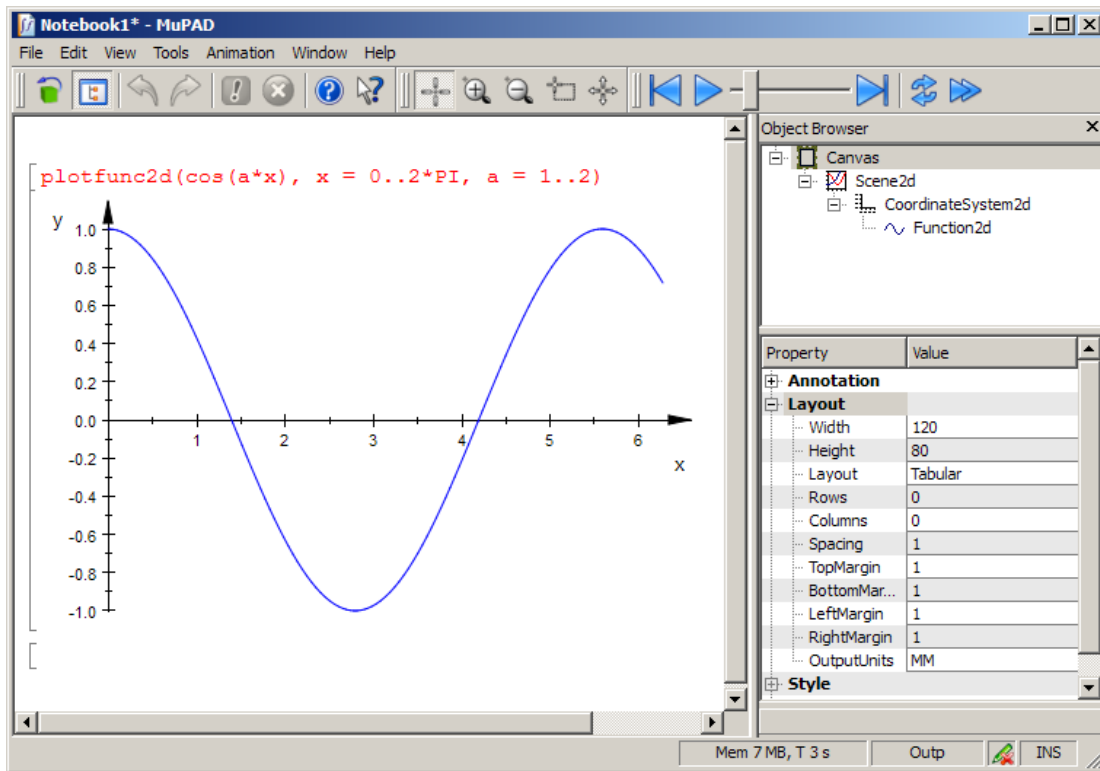 Notebook1* - MuPAD
File Edit View Tools Animation Window Help
Object Browser
Canvas
Scene2d
CoordinateSystem2d
Function2d
plotfunc2d(cos(a*x), x = 0..2*PI, a = 1..2)
y
1.0
0.8
0.6
0.4
0.2
0.0
-0.2
-0.4
-0.6
-0.8
-1.0
1 2 3 4 5 6
x
Property Value
Annotation
Layout
Width 120
Height 80
Layout Tabular
Rows 0
Columns 0
Spacing 1
TopMargin 1
BottomMar... 1
LeftMargin 1
RightMargin 1
OutputUnits MM
Style
Mem 7 MB, T 3 s Outp INS